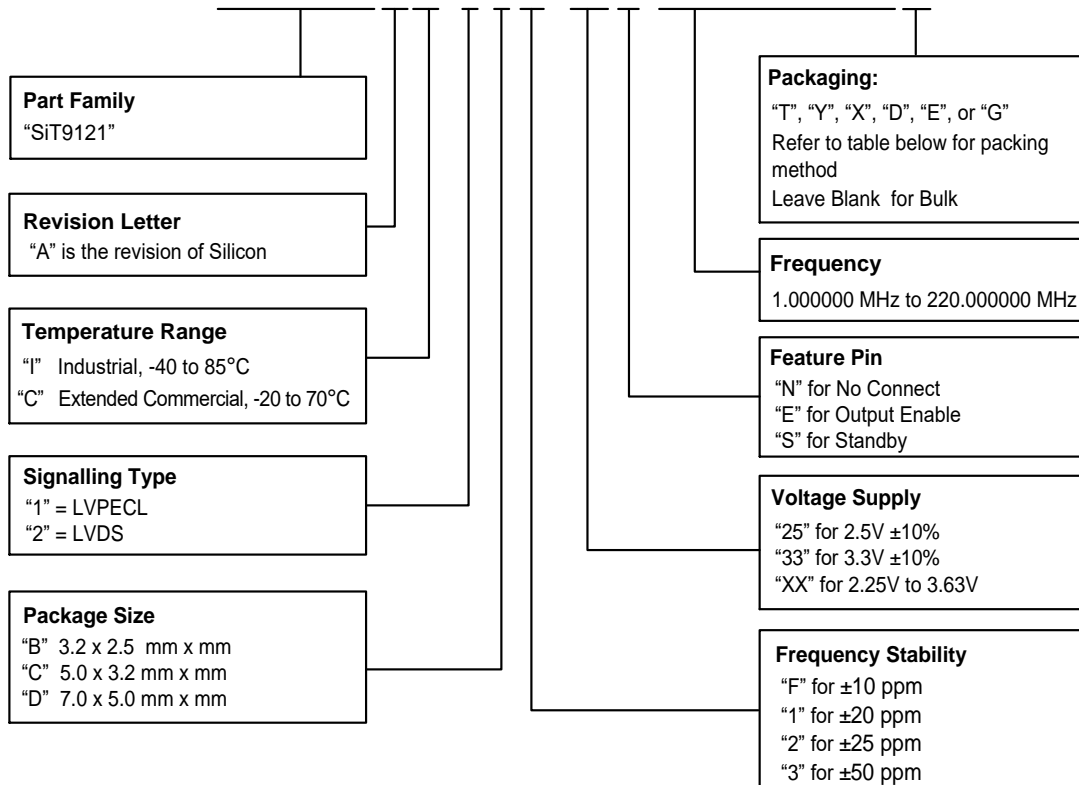 Part Family
“SiT9121”
Revision Letter
“A” is the revision of Silicon
Temperature Range
“I” Industrial, -40 to 85°C
“C” Extended Commercial, -20 to 70°C
Signalling Type
“1” = LVPECL
“2” = LVDS
Package Size
“B” 3.2 x 2.5 mm x mm
“C” 5.0 x 3.2 mm x mm
“D” 7.0 x 5.0 mm x mm
Packaging:
“T”, “Y”, “X”, “D”, “E”, or “G”
Refer to table below for packing
method
Leave Blank for Bulk
Frequency
1.000000 MHz to 220.000000 MHz
Feature Pin
“N” for No Connect
“E” for Output Enable
“S” for Standby
Voltage Supply
“25” for 2.5V ±10%
“33” for 3.3V ±10%
“XX” for 2.25V to 3.63V
Frequency Stability
“F” for ±10 ppm
“1” for ±20 ppm
“2” for ±25 ppm
“3” for ±50 ppm